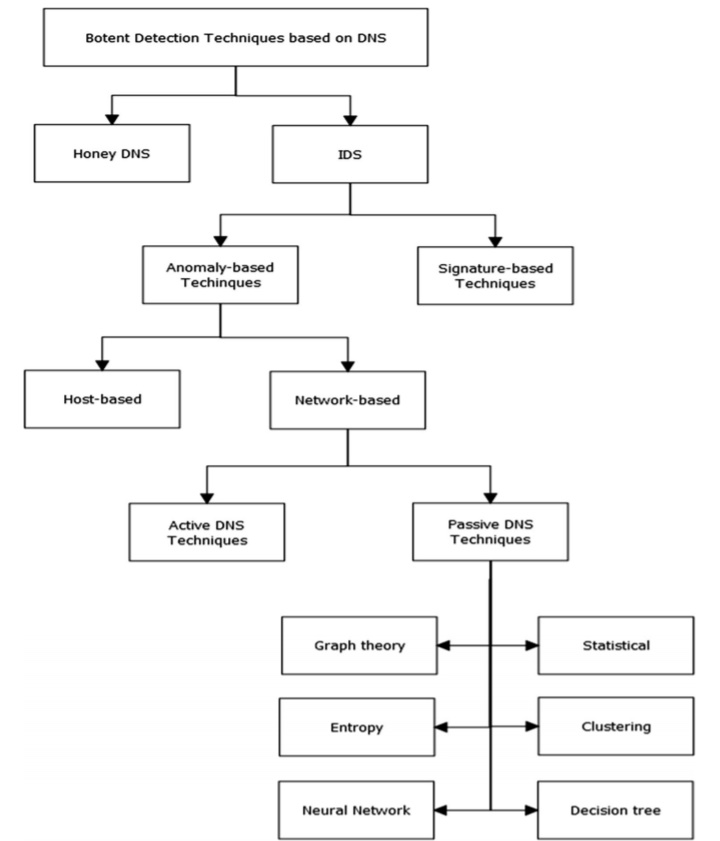 Botent Detection Techniques based on DNS
Honey DNS
IDS
Anomaly-based
Techinques
Signature-based
Techniques
Host-based
Network-based
Active DNS
Techniques
Passive DNS
Techniques
Graph theory
Statistical
Entropy
Clustering
Neural Network
Decision tree